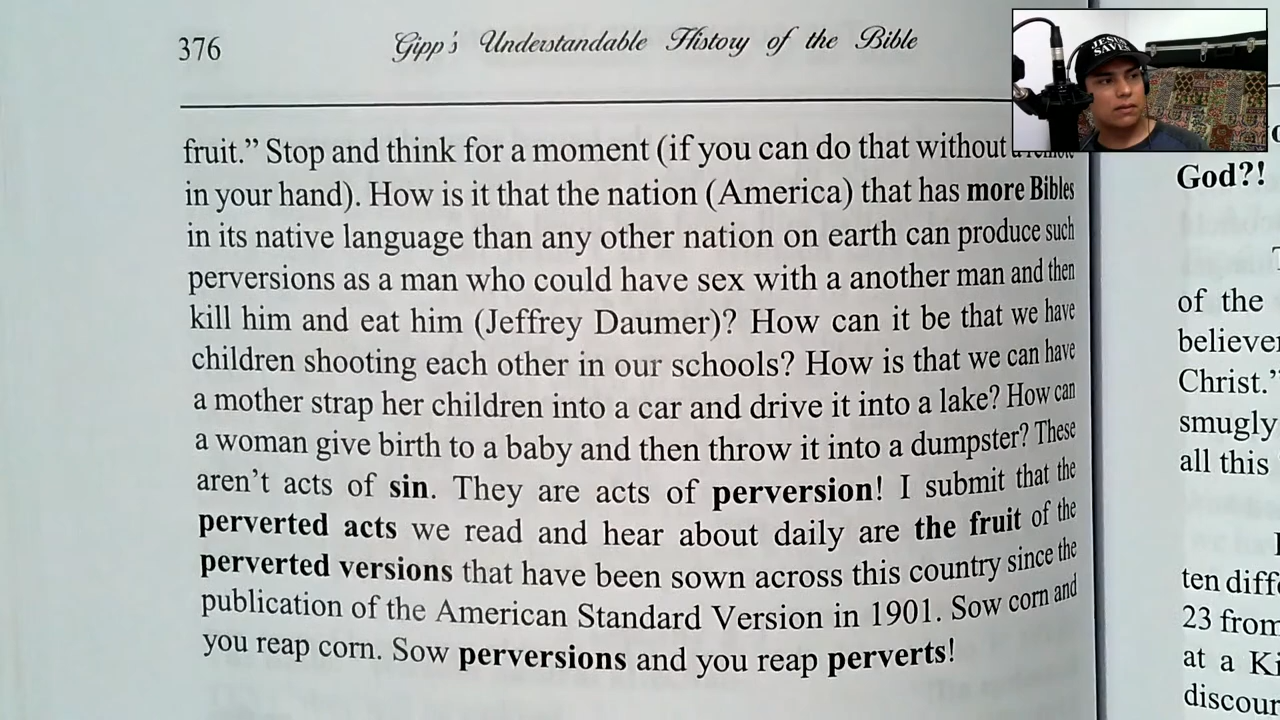 376
Gipp's Understandable History of the Bible
JESUS
SAVES
fruit.” Stop and think for a moment (if you can do that without a remote
in your hand). How is it that the nation (America) that has more Bibles
in its native language than any other nation on earth can produce such
perversions as a man who could have sex with a another man and then
kill him and eat him (Jeffrey Daumer)? How can it be that we have
children shooting each other in our schools? How is that we can have
a mother strap her children into a car and drive it into a lake? How can
a woman give birth to a baby and then throw it into a dumpster? These
aren’t acts of sin. They are acts of perversion! I submit that the
perverted acts we read and hear about daily are the fruit of the
perverted versions that have been sown across this country since the
publication of the American Standard Version in 1901. Sow corn and
you reap corn. Sow perversions and you reap perverts!
God?!
of the
Christ.”
smugly
all this
ten
23 from
at a